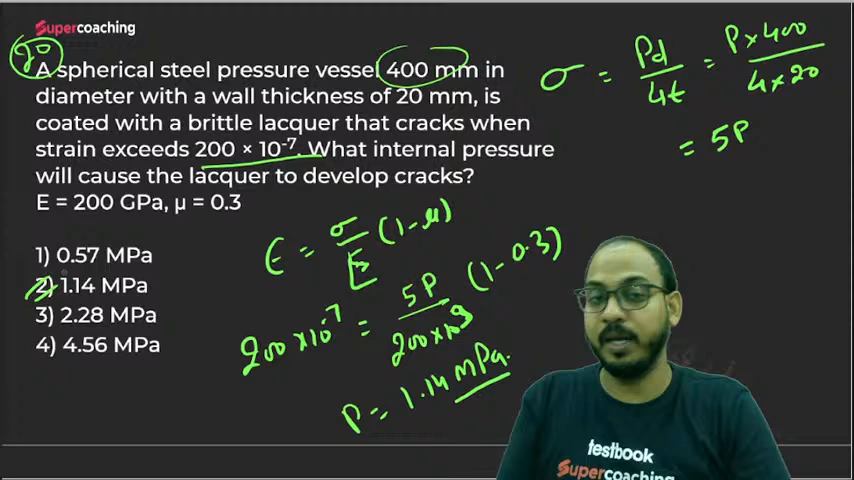 Supercoaching
90
A spherical steel pressure vessel 400 mm in
diameter with a wall thickness of 20 mm, is
coated with a brittle lacquer that cracks when
strain exceeds 200 × 10⁻⁷. What internal pressure
will cause the lacquer to develop cracks?
E = 200 GPa, μ = 0.3
1) 0.57 MPa
2) 1.14 MPa
3) 2.28 MPa
4) 4.56 MPa
σ = Pd/4t = P×400/4×20
= 5P
ϵ = σ/E (1-μ)
200×10⁻⁷ = 5P/200×10³ (1-0.3)
P = 1.14 MPa.
testbook
Supercoaching